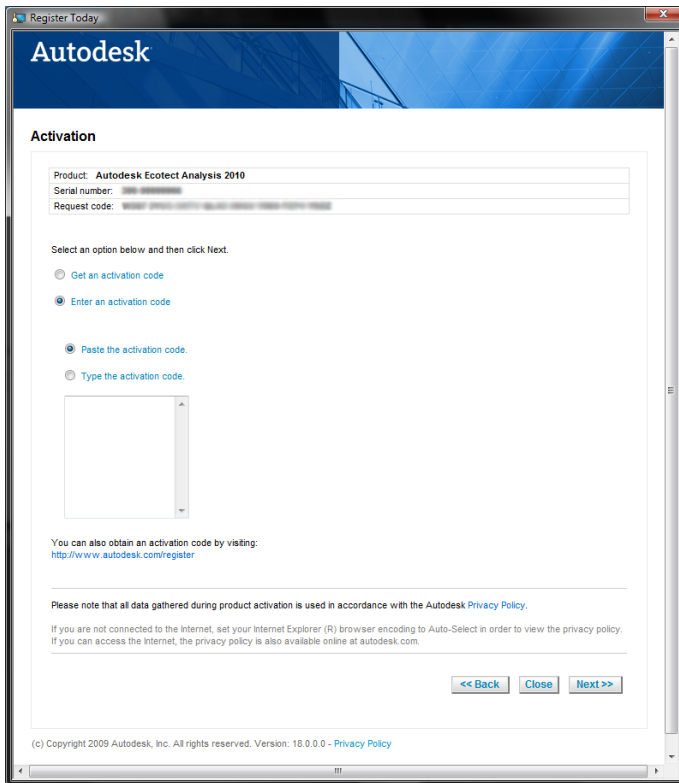 Register Today
Autodesk
Activation
Product: Autodesk Ecotect Analysis 2010
Serial number:
Request code:
Select an option below and then click Next.
Get an activation code
Enter an activation code
Paste the activation code.
Type the activation code.
You can also obtain an activation code by visiting:
http://www.autodesk.com/register
Please note that all data gathered during product activation is used in accordance with the Autodesk Privacy Policy.
If you are not connected to the Internet, set your Internet Explorer (R) browser encoding to Auto-Select in order to view the privacy policy.
If you can access the Internet, the privacy policy is also available online at autodesk.com.
<< Back Close Next >>
(c) Copyright 2009 Autodesk, Inc. All rights reserved. Version: 18.0.0.0 - Privacy Policy